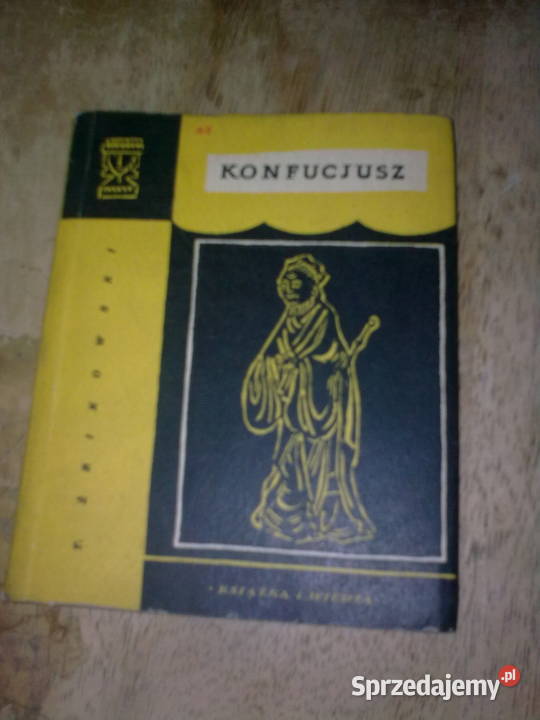 KONFUCJUSZ
KSIĄŻKA i WIEDZA
Sprzedajemy.pl